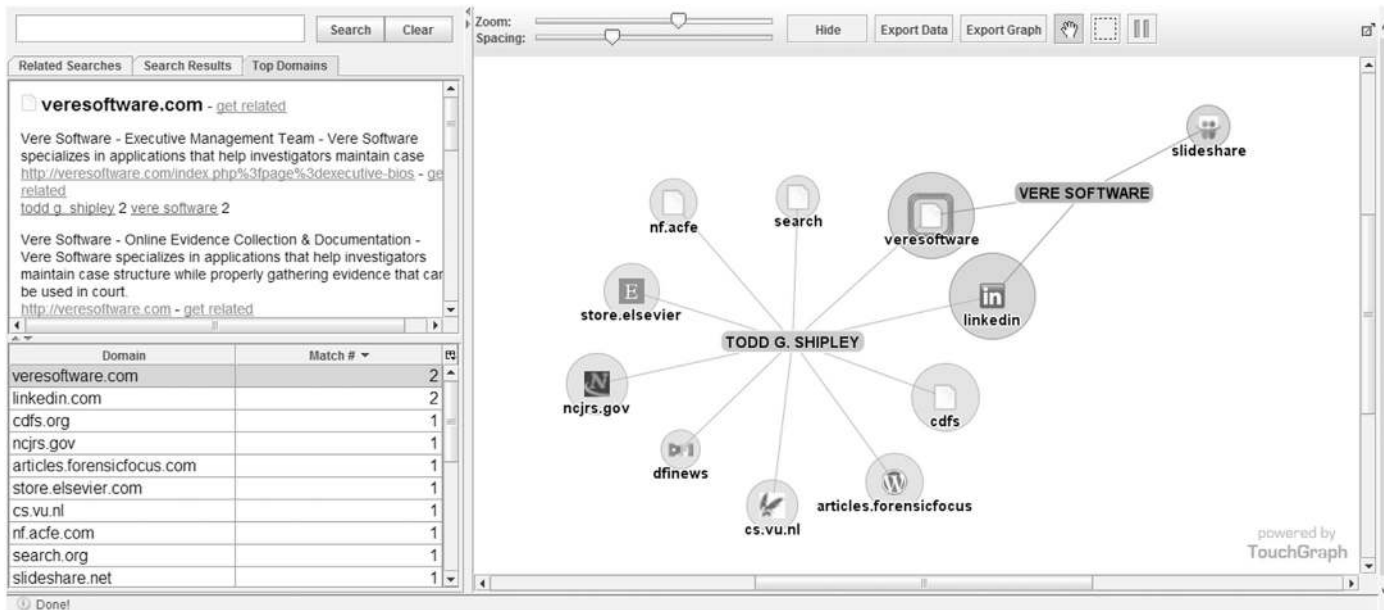 Search
Clear
Related Searches
Search Results
Top Domains
veresoftware.com - get related
Vere Software - Executive Management Team - Vere Software
specializes in applications that help investigators maintain case
http://veresoftware.com/index.php%3fpage%3dexecutive-bios - ge
related
todd g. shipley 2 vere software 2
Vere Software - Online Evidence Collection & Documentation -
Vere Software specializes in applications that help investigators
maintain case structure while properly gathering evidence that car
be used in court.
http://veresoftware.com - get related
Domain Match #
veresoftware.com 2
linkedin.com 2
cdfs.org 1
ncjrs.gov 1
articles.forensicfocus.com 1
store.elsevier.com 1
cs.vu.nl 1
nf.acfe.com 1
search.org 1
slideshare.net 1
Done!
Zoom:
Spacing:
Hide
Export Data
Export Graph
slideshare
VERE SOFTWARE
search
nf.acfe
veresoftware
E
store.elsevier
in
linkedin
TODD G. SHIPLEY
N
ncjrs.gov
cdfs
dfinews
W
articles.forensicfocus
cs.vu.nl
powered by
TouchGraph